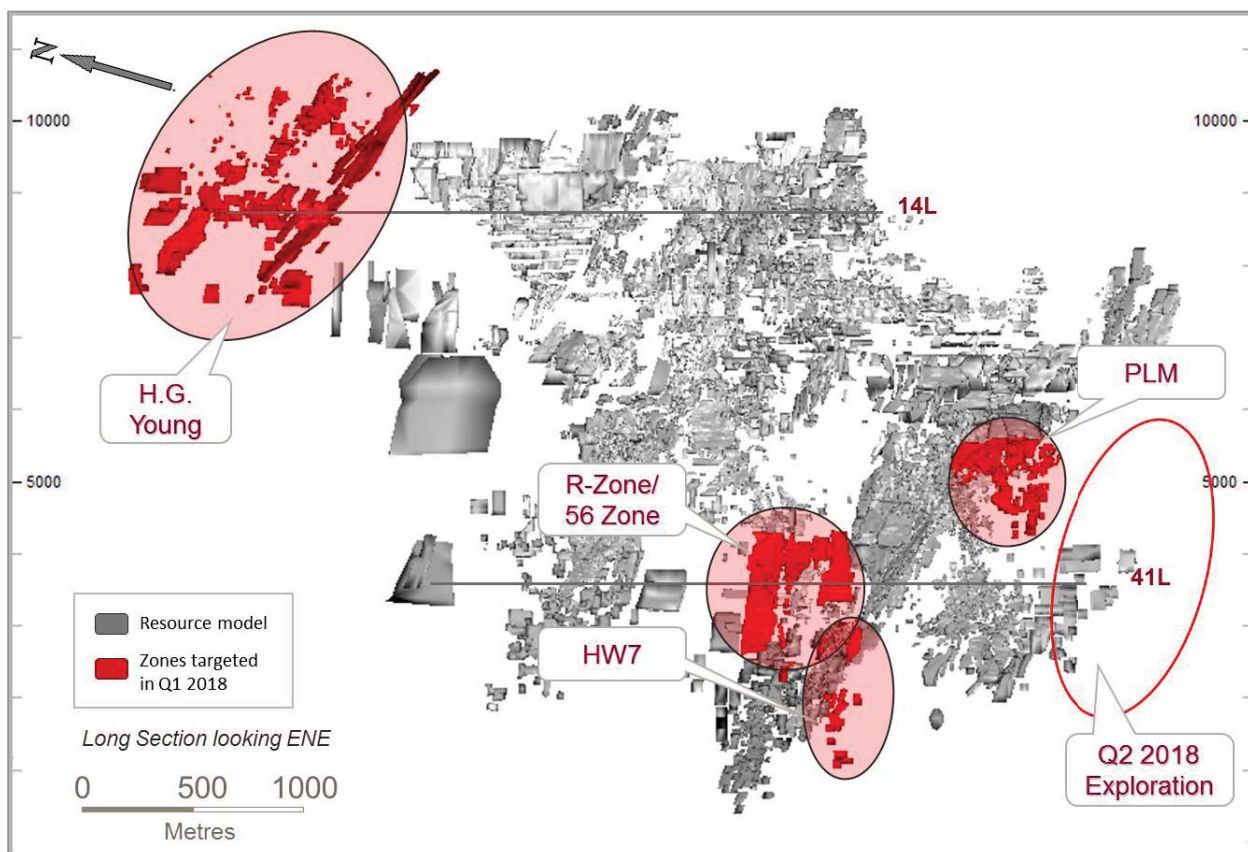 N
10000
10000
14L
H.G.
Young
PLM
5000
5000
R-Zone/
56 Zone
41L
HW7
Resource model
Zones targeted
in Q1 2018
Q2 2018
Exploration
Long Section looking ENE
0 500 1000
Metres